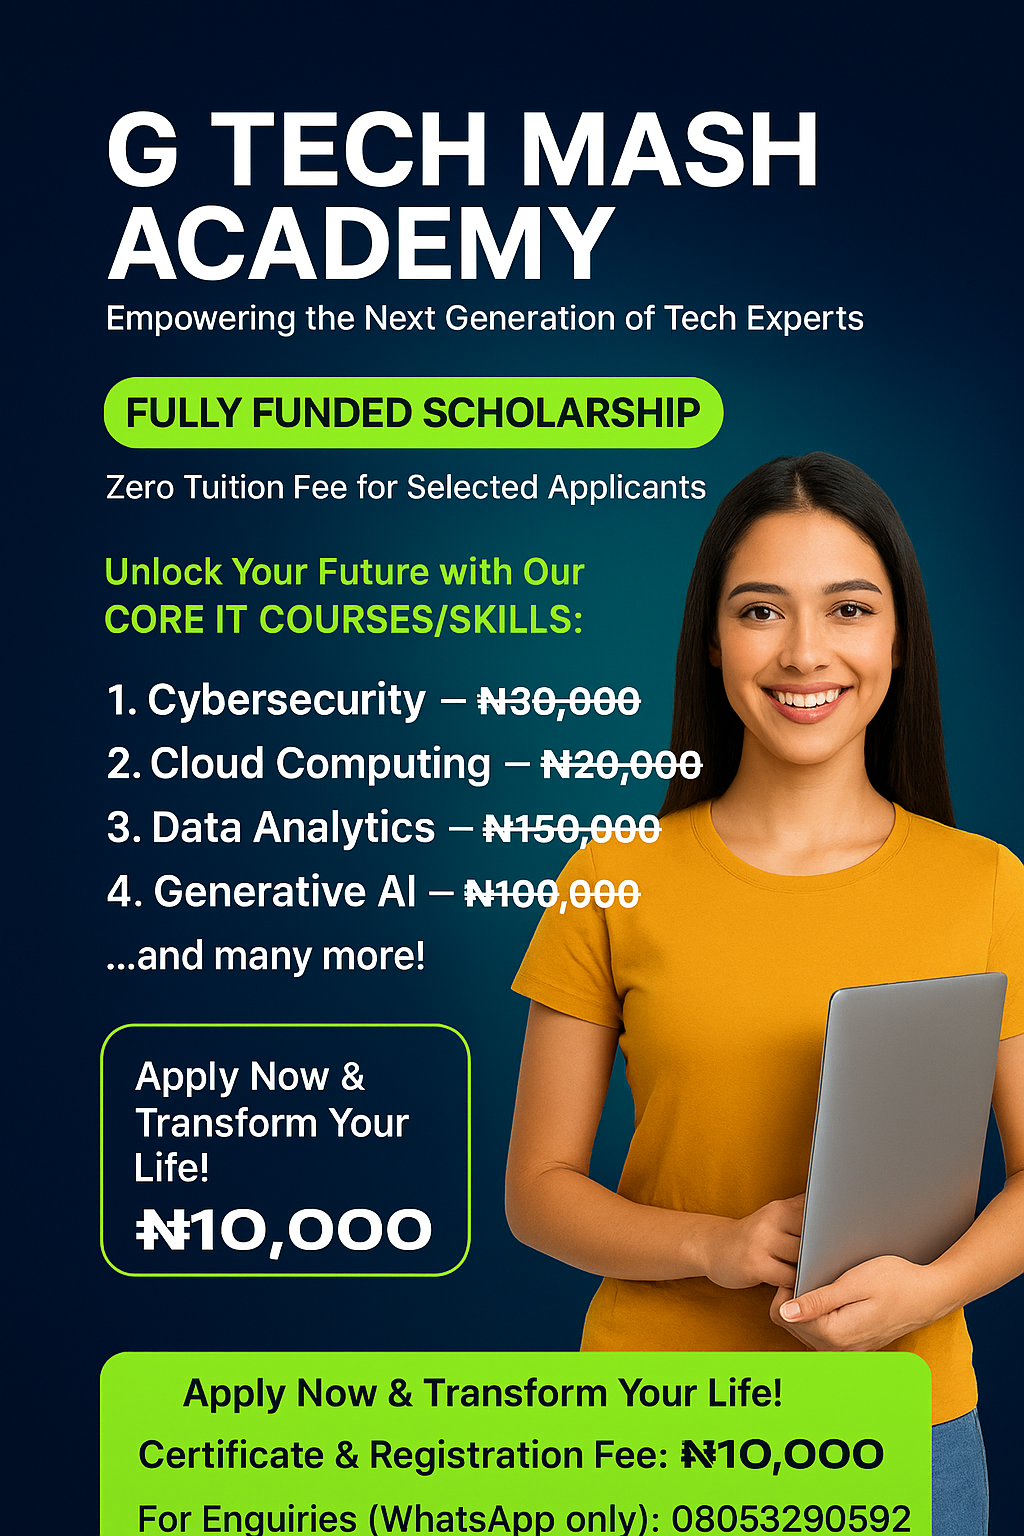 G TECH MASH
ACADEMY
Empowering the Next Generation of Tech Experts
FULLY FUNDED SCHOLARSHIP
Zero Tuition Fee for Selected Applicants
Unlock Your Future with Our
CORE IT COURSES/SKILLS:
1. Cybersecurity – ₦30,000
2. Cloud Computing – ₦20,000
3. Data Analytics – ₦150,000
4. Generative AI – ₦100,000
...and many more!
Apply Now &
Transform Your
Life!
₦10,000
Apply Now & Transform Your Life!
Certificate & Registration Fee: ₦10,000
For Enguiries (WhatsApp only): 08053290592